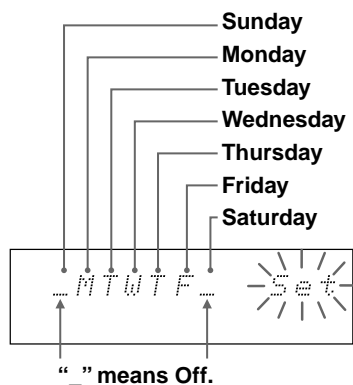 Sunday
Monday
Tuesday
Wednesday
Thursday
Friday
Saturday
_MTWTF_ Set
“_” means Off.